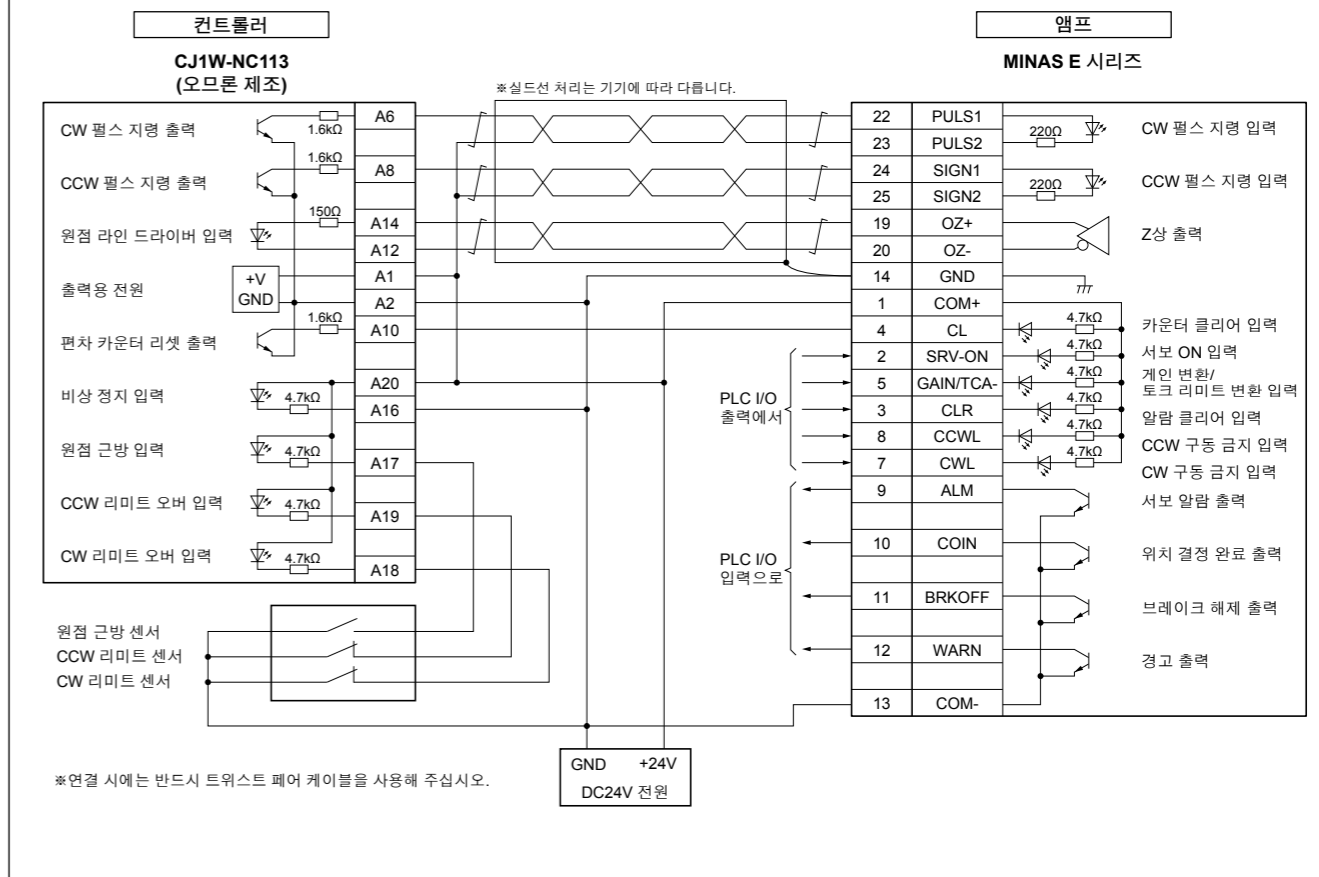 컨트롤러
앰프
CJ1W-NC113
(오므론 제조)
MINAS E 시리즈
※실드선 처리는 기기에 따라 다릅니다.
CW 펄스 지령 출력
1.6kΩ
A6
CCW 펄스 지령 출력
1.6kΩ
A8
원점 라인 드라이버 입력
150Ω
A14
A12
출력용 전원
+V
GND
A1
A2
편차 카운터 리셋 출력
1.6kΩ
A10
비상 정지 입력
4.7kΩ
A20
A16
원점 근방 입력
4.7kΩ
A17
CCW 리미트 오버 입력
4.7kΩ
A19
CW 리미트 오버 입력
4.7kΩ
A18
원점 근방 센서
CCW 리미트 센서
CW 리미트 센서
PLC I/O
출력에서
PLC I/O
입력으로
22 PULS1
220Ω
CW 펄스 지령 입력
23 PULS2
24 SIGN1
220Ω
CCW 펄스 지령 입력
25 SIGN2
19 OZ+
Z상 출력
20 OZ-
14 GND
1 COM+
4 CL
4.7kΩ
카운터 클리어 입력
2 SRV-ON
4.7kΩ
서보 ON 입력
5 GAIN/TCA-
4.7kΩ
게인 변환/
토크 리미트 변환 입력
3 CLR
4.7kΩ
알람 클리어 입력
8 CCWL
4.7kΩ
CCW 구동 금지 입력
7 CWL
4.7kΩ
CW 구동 금지 입력
9 ALM
서보 알람 출력
10 COIN
위치 결정 완료 출력
11 BRKOFF
브레이크 해제 출력
12 WARN
경고 출력
13 COM-
GND +24V
DC24V 전원
※연결 시에는 반드시 트위스트 페어 케이블을 사용해 주십시오.